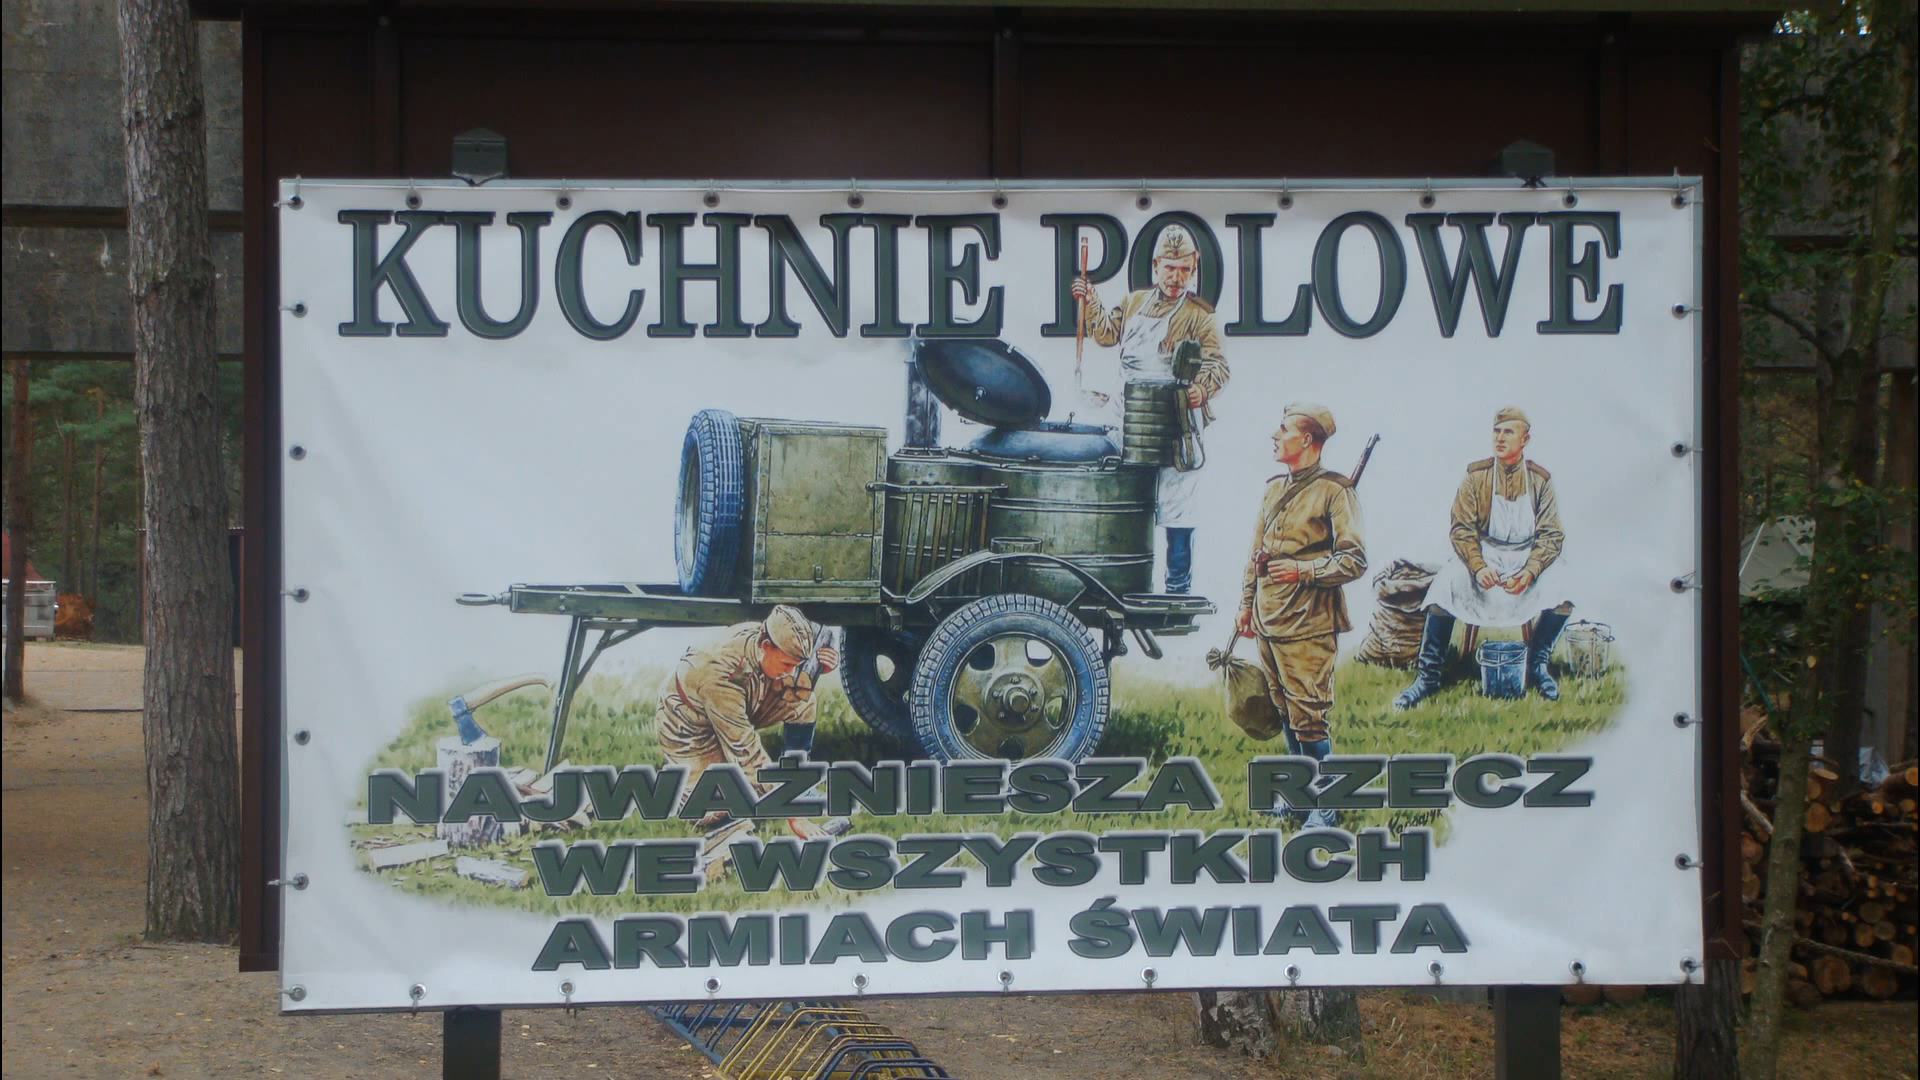 KUCHNIE POLOWE
NAJWAŻNIESZA RZECZ
WE WSZYSTKICH
ARMIACH ŚWIATA